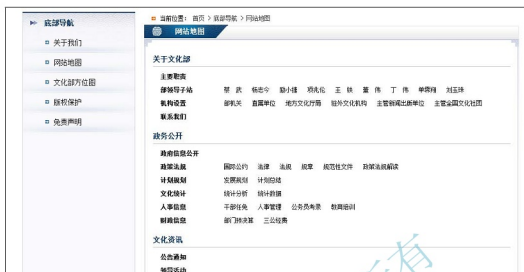 底部导航
关于我们
网站地图
文化部方位图
版权保护
免责声明
当前位置: 首页 > 底部导航 > 网站地图
网站地图
关于文化部
主要职责
部领导子站 蔡 武 杨志今 励小捷 项兆伦 王 铁 董 伟 丁 伟 单霁翔 刘玉珠
机构设置 部机关 直属单位 地方文化厅局 驻外文化机构 主管新闻出版单位 主管全国文化社团
联系我们
政务公开
政府信息公开
政策法规 国际公约 法律 法规 规章 规范性文件 政策法规解读
计划规划 发展规划 计划总结
文化统计 统计分析 统计数据
人事信息 干部任免 人事管理 公务员考录 教育培训
财政信息 部门预决算 三公经费
文化资讯
公告通知
领导活动
有